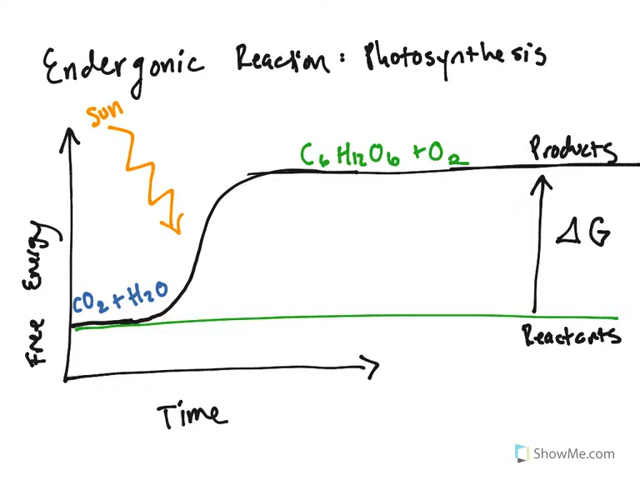 Endergonic Reaction: Photosynthesis
Sun
C₆H₁₂O₆ + O₂
Products
ΔG
Free Energy
CO₂ + H₂O
Reactants
Time
ShowMe.com